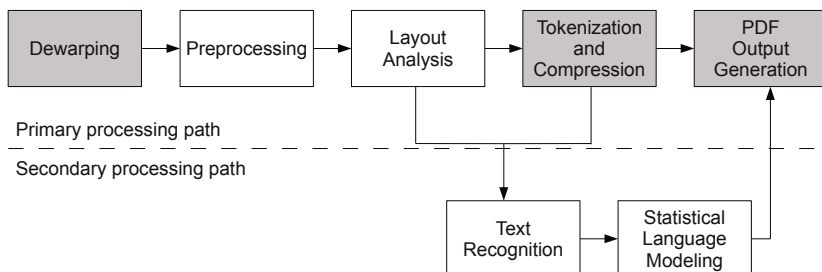 Dewarping
Preprocessing
Layout
Analysis
Tokenization
and
Compression
PDF
Output
Generation
Primary processing path
Secondary processing path
Text
Recognition
Statistical
Language
Modeling